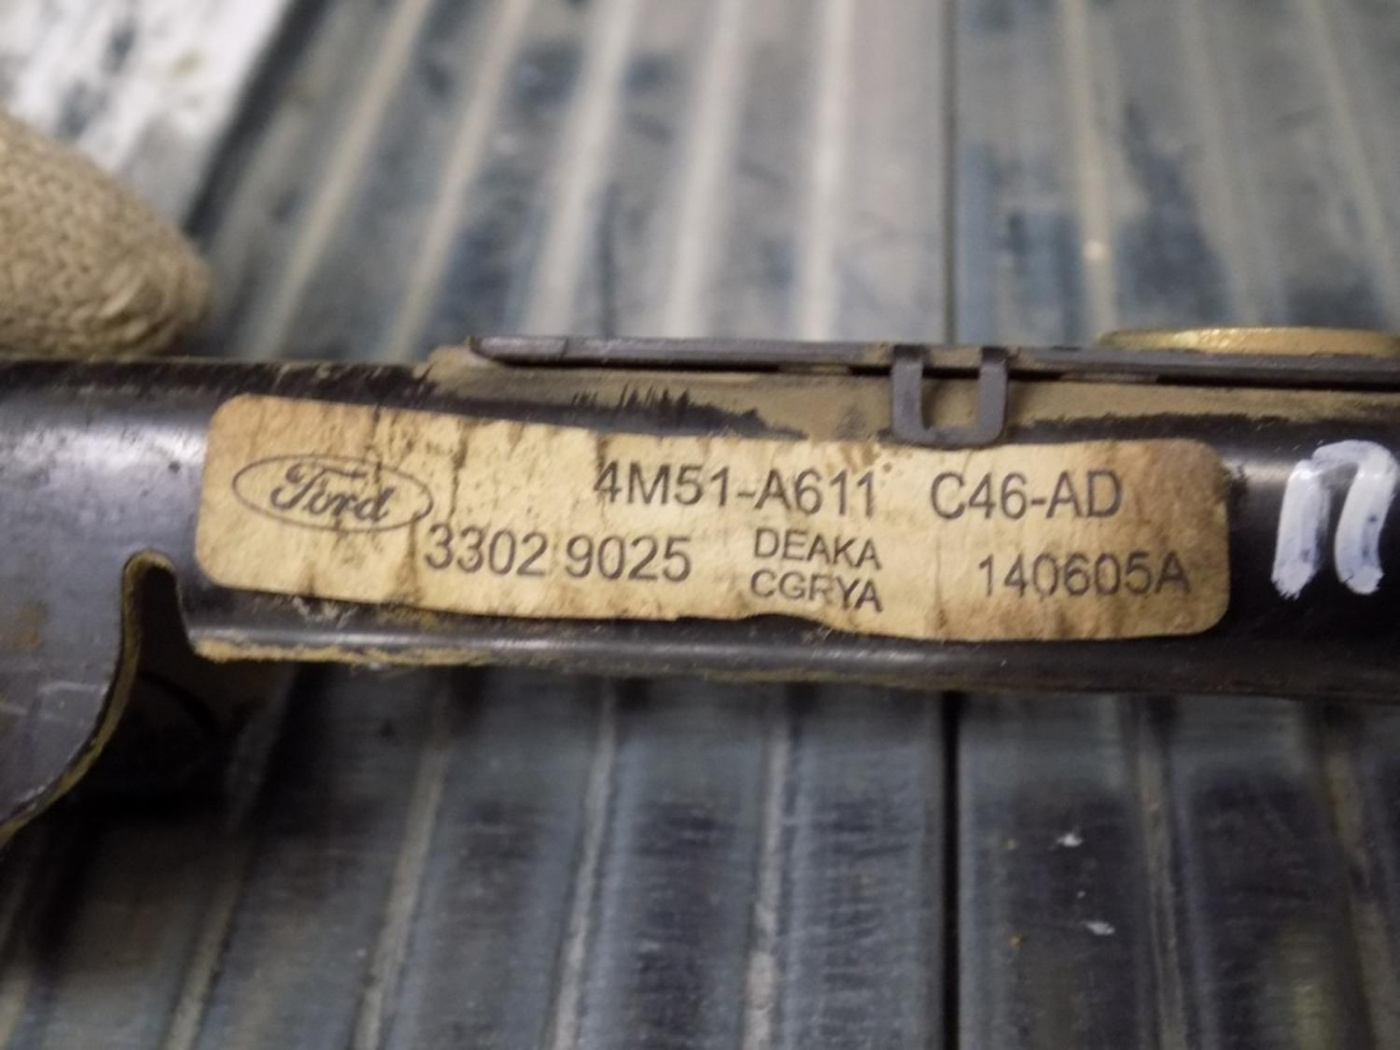 Ford 4M51-A611 C46-AD
3302 9025 DEAKA 140605A
CGRYA
П